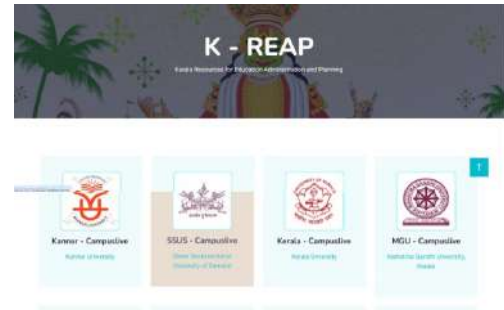 K - REAP
Kerala Resources for Education Administration and Planning
Kannur - Campuslive
Kannur University
SSUS - Campuslive
Sree Sankaracharya
University of Sanskrit
Kerala - Campuslive
Kerala University
MGU - Campuslive
Mahatma Gandhi University,
Kerala